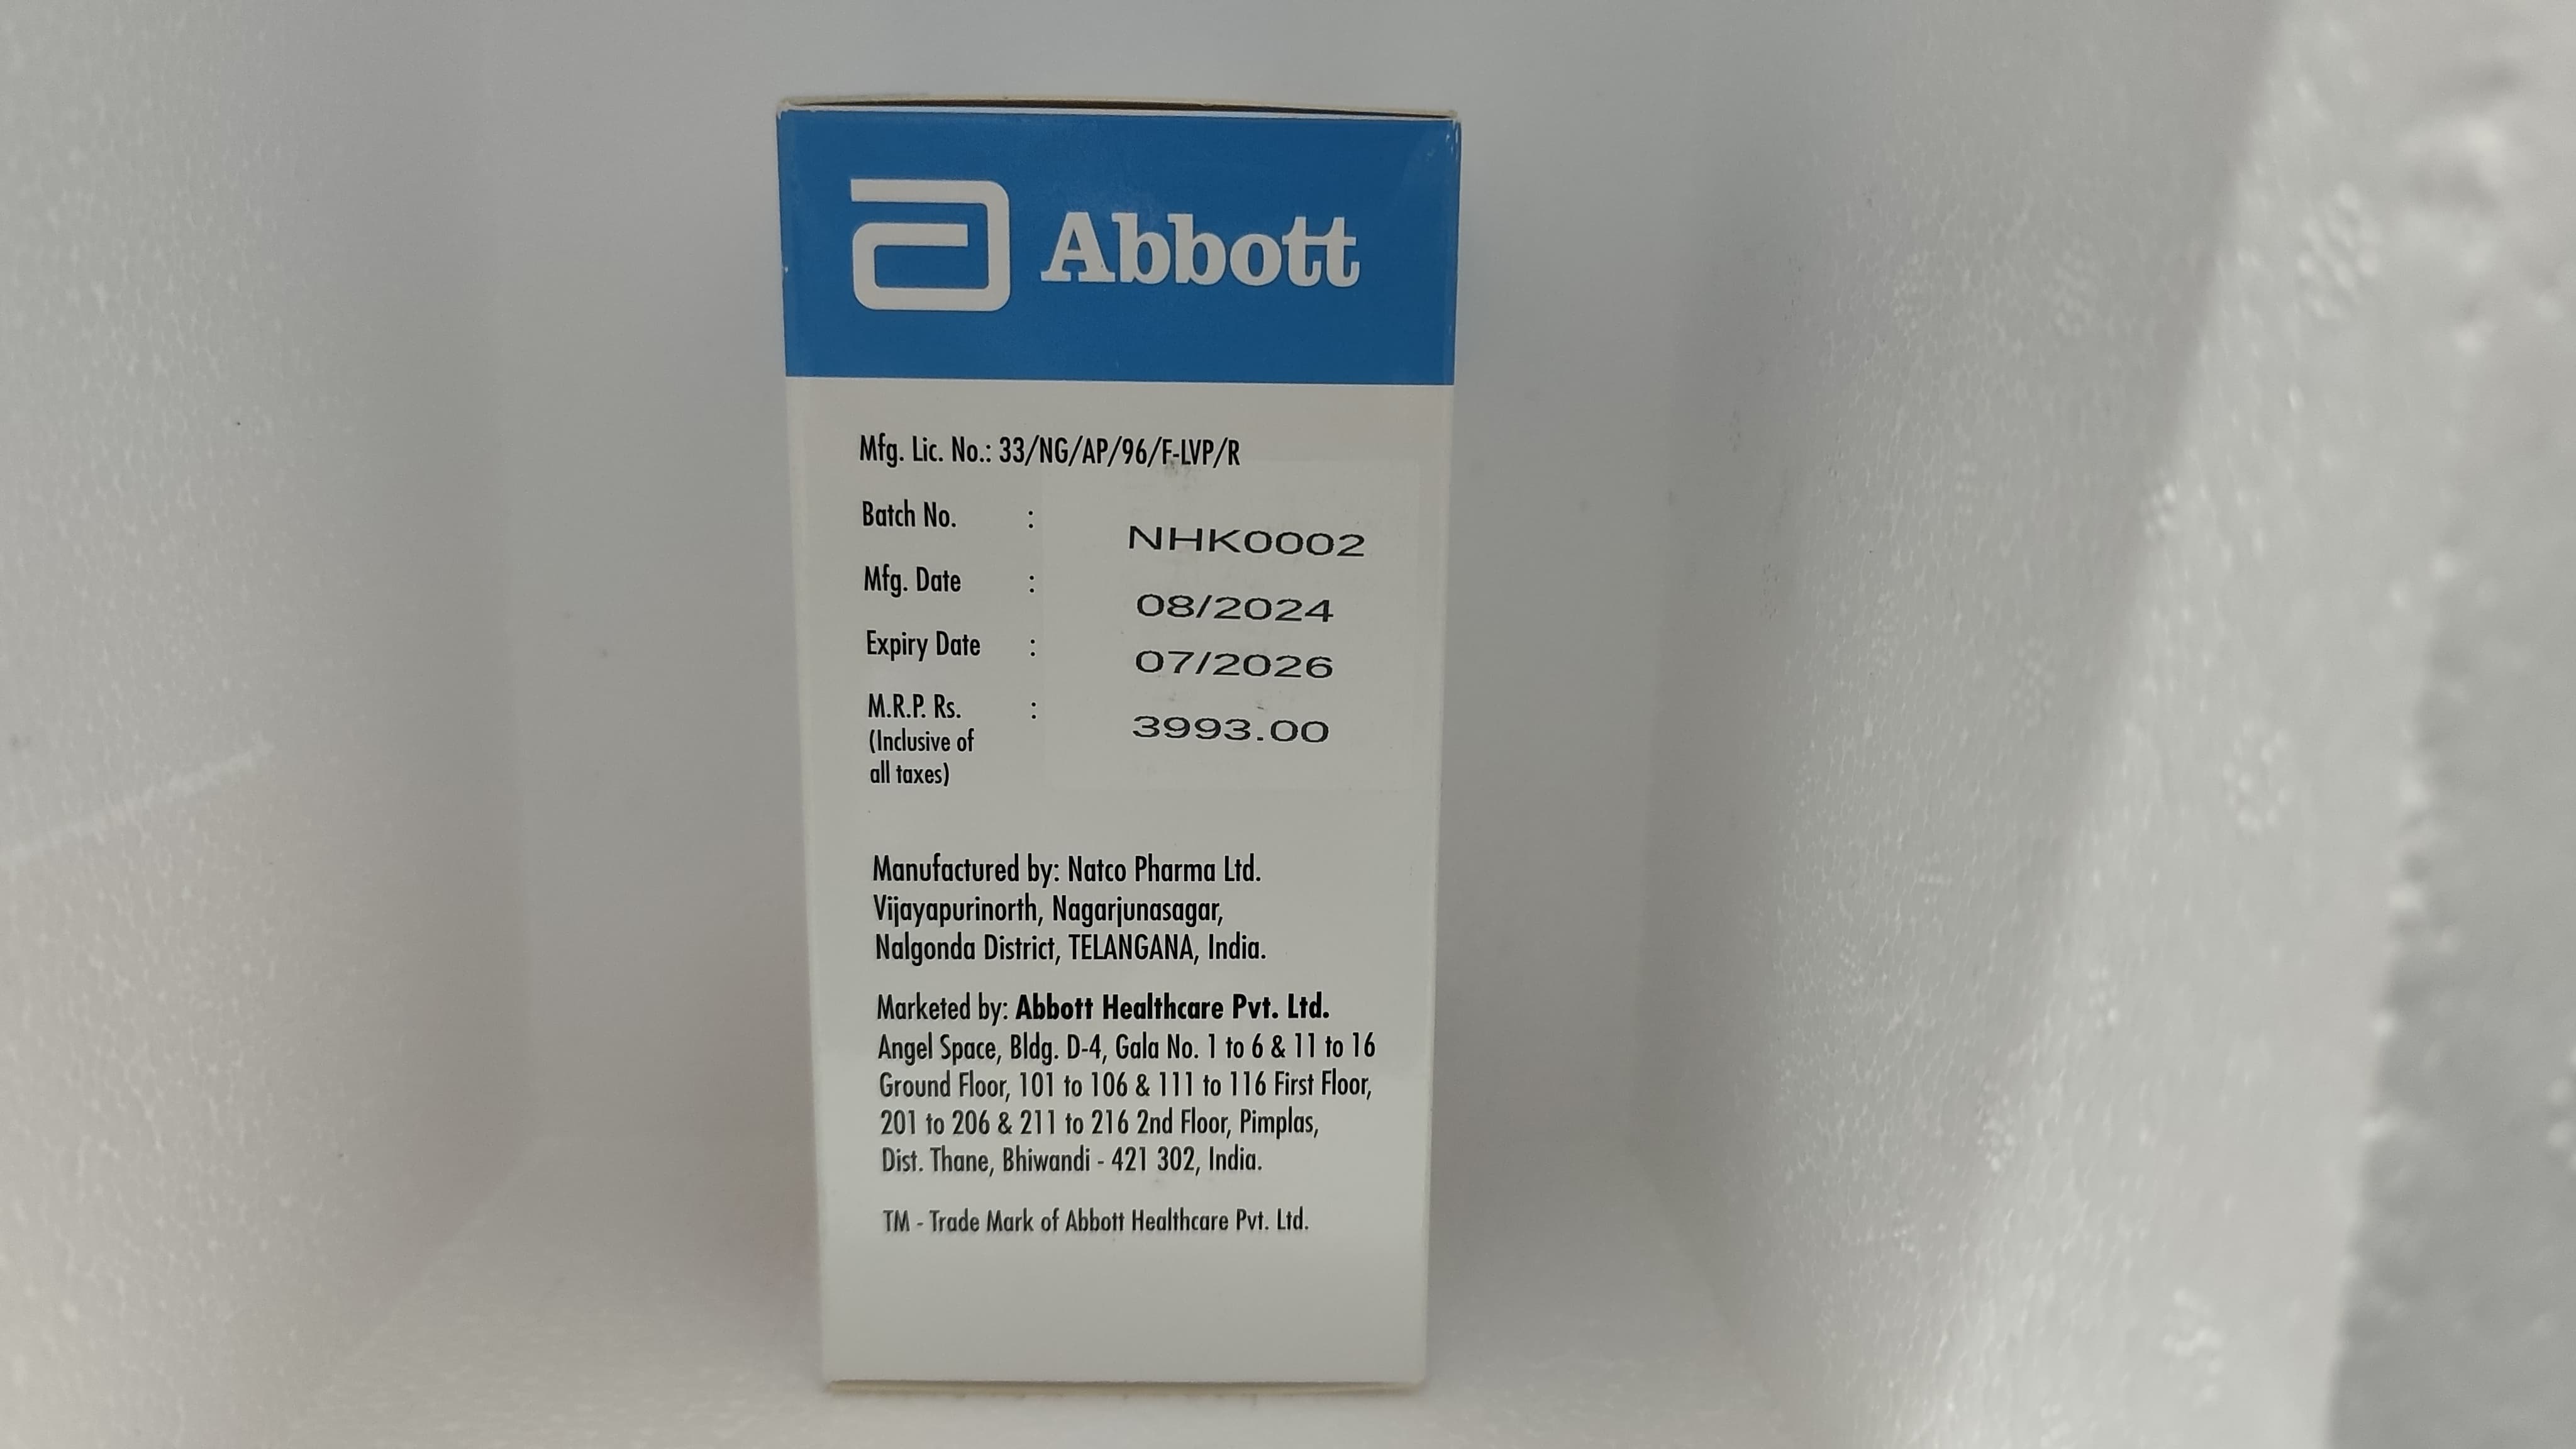 Abbott
Mfg. Lic. No.: 33/NG/AP/96/F-LVP/R
Batch No. : NHK0002
Mfg. Date : 08/2024
Expiry Date : 07/2026
M.R.P. Rs. : 3993.00
(Inclusive of
all taxes)
Manufactured by: Natco Pharma Ltd.
Vijayapurinorth, Nagarjunasagar,
Nalgonda District, TELANGANA, India.
Marketed by: Abbott Healthcare Pvt. Ltd.
Angel Space, Bldg. D-4, Gala No. 1 to 6 & 11 to 16
Ground Floor, 101 to 106 & 111 to 116 First Floor,
201 to 206 & 211 to 216 2nd Floor, Pimplas,
Dist. Thane, Bhiwandi - 421 302, India.
TM - Trade Mark of Abbott Healthcare Pvt. Ltd.